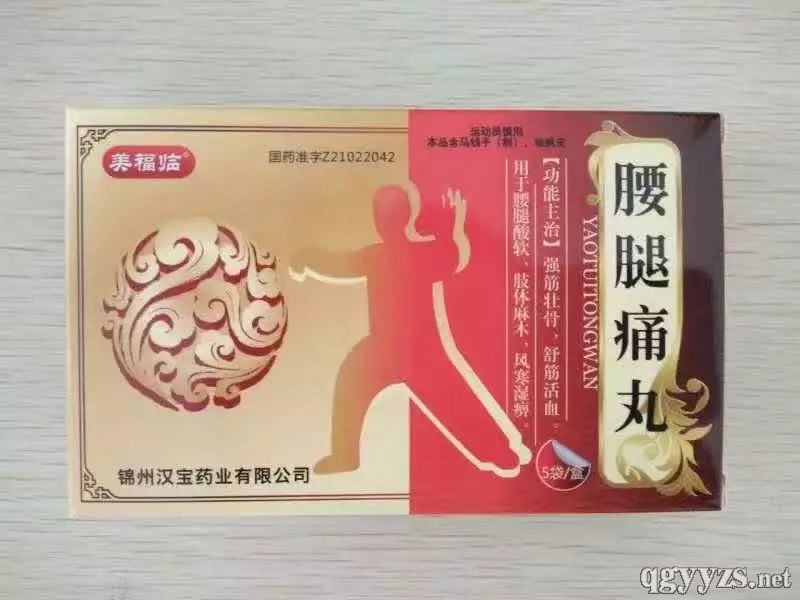 美福临®
国药准字Z21022042
锦州汉宝药业有限公司
运动员慎用
本品含马钱子(制)、蟾酥
腰腿痛丸
YAOTUITONGWAN
【功能主治】强筋壮骨,舒筋活血。
用于腰腿酸软、肢体麻木、风寒湿痹。
5袋/盒
qgyyzs.net